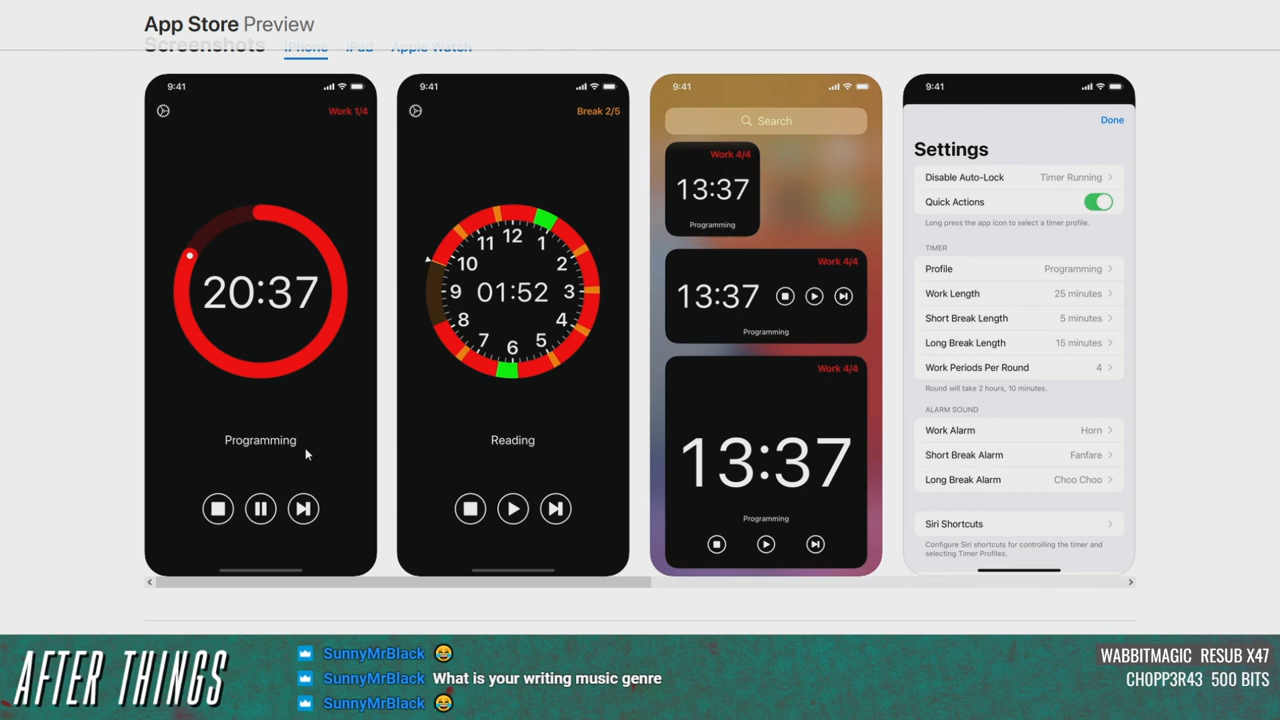 App Store Preview
Screenshots iPhone iPad Apple Watch
9:41
Work 1/4
20:37
Programming
9:41
Break 2/5
12
1
2
3
4
5
6
7
8
9
10
11
01:52
Reading
9:41
Search
Work 4/4
13:37
Programming
Work 4/4
13:37
Programming
Work 4/4
13:37
Programming
9:41
Done
Settings
Disable Auto-Lock Timer Running
Quick Actions
Long press the app icon to select a timer profile.
TIMER
Profile Programming
Work Length 25 minutes
Short Break Length 5 minutes
Long Break Length 15 minutes
Work Periods Per Round 4
Round will take 2 hours, 10 minutes.
ALARM SOUND
Work Alarm Horn
Short Break Alarm Fanfare
Long Break Alarm Choo Choo
Siri Shortcuts
Configure Siri shortcuts for controlling the timer and
selecting Timer Profiles.
AFTER THINGS
SunnyMrBlack 😂
SunnyMrBlack What is your writing music genre
SunnyMrBlack 😂
WABBITMAGIC RESUB X47
CH0PP3R43 500 BITS